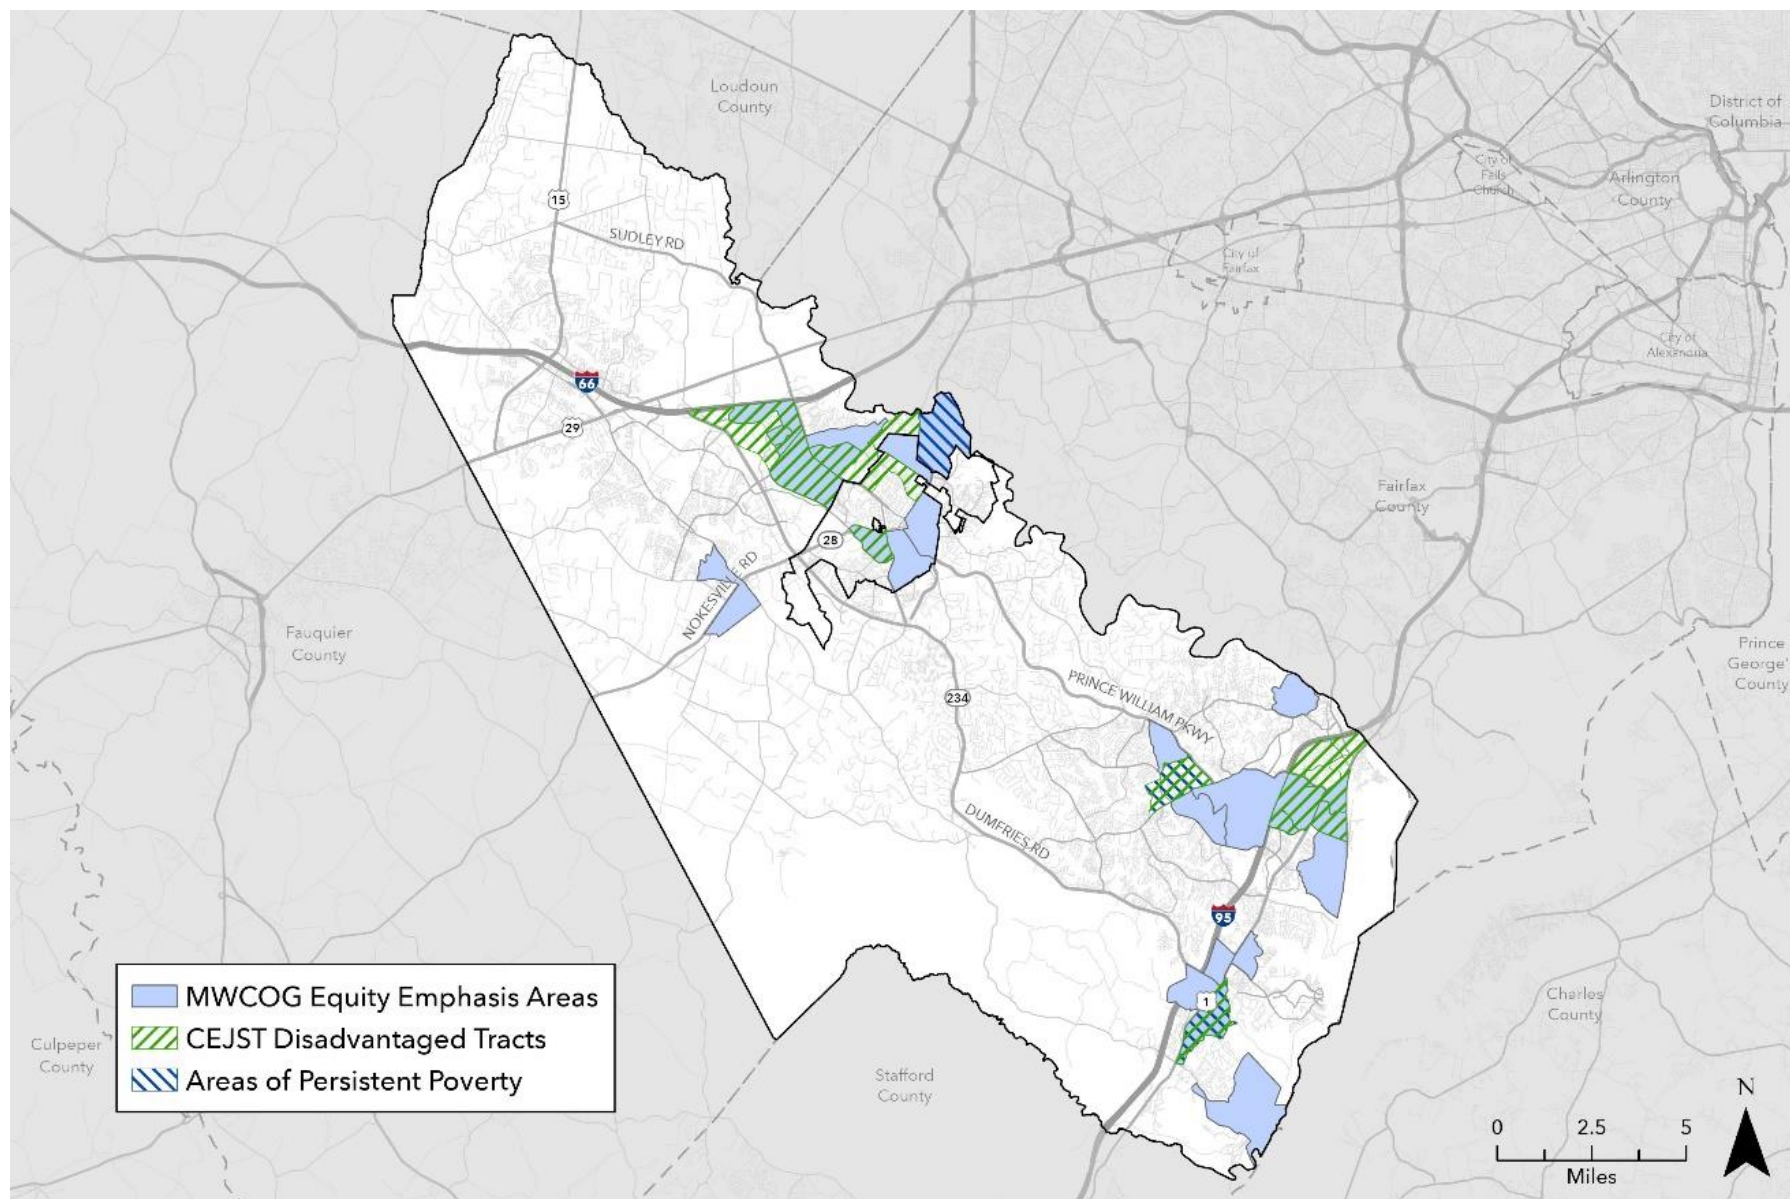 Loudoun
County
District of
Columbia
City of
Falls
Church
Arlington
County
15
SUDLEY RD
City of
Fairfax
City of
Alexandria
66
29
Fairfax
County
28
NOKESVILLE RD
Fauquier
County
Prince
George'
County
PRINCE WILLIAM PKWY
234
DUMFRIES RD
95
1
Charles
County
MWCOG Equity Emphasis Areas
CEJST Disadvantaged Tracts
Areas of Persistent Poverty
Culpeper
County
Stafford
County
N
0 2.5 5
Miles